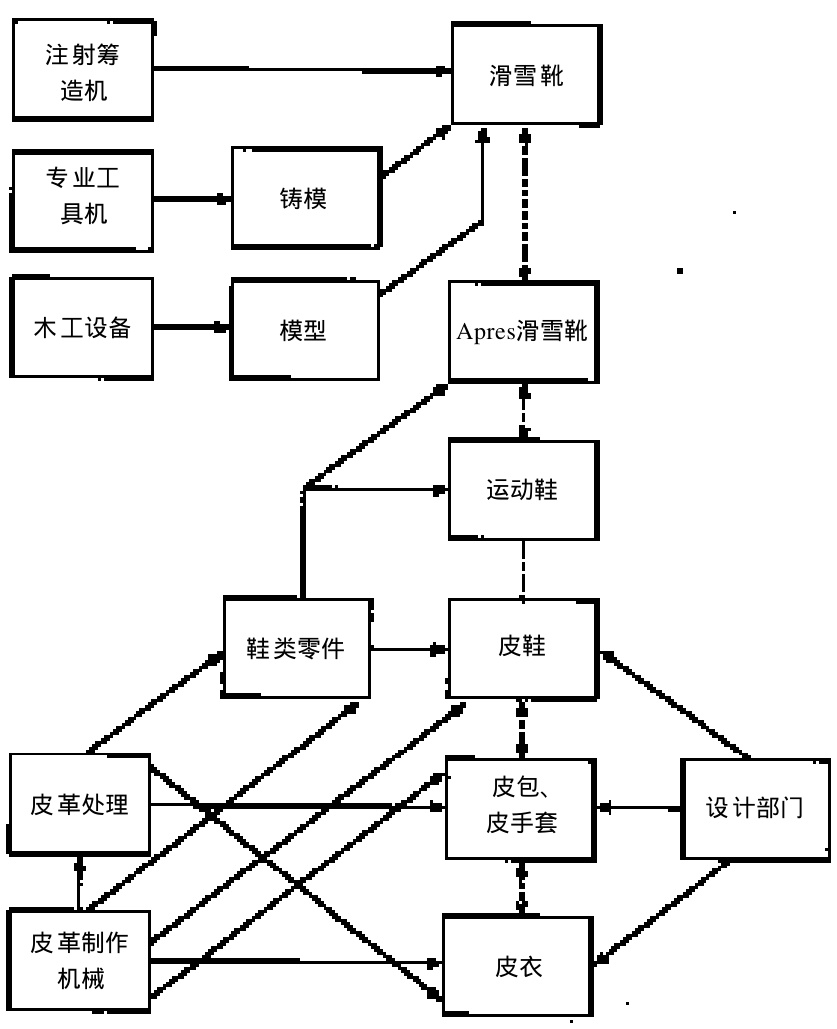 注射筹
造机
滑雪靴
专业工
具机
铸模
木工设备
模型
Apres滑雪靴
运动鞋
鞋类零件
皮鞋
皮革处理
皮包、
皮手套
设计部门
皮革制作
机械
皮衣